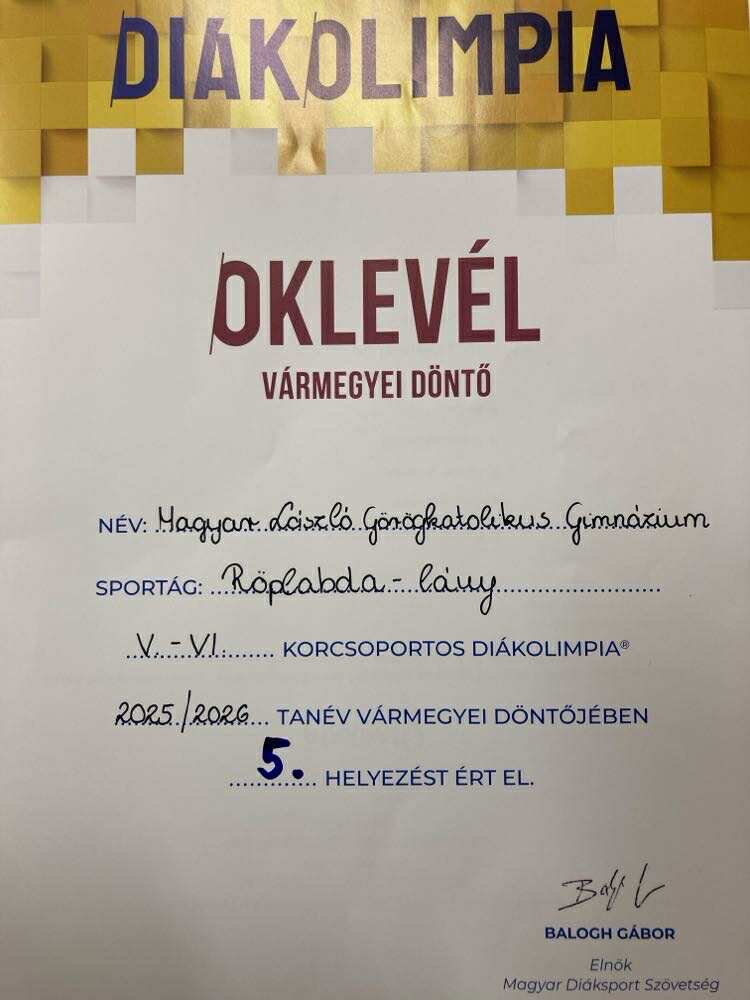 DIÁKOLIMPIA
OKLEVÉL
VÁRMEGYEI DÖNTŐ
NÉV: Magyar László Görögkatolikus Gimnázium
SPORTÁG: Röplabda - lány
V. - VI. KORCSOPORTOS DIÁKOLIMPIA®
2025/2026 TANÉV VÁRMEGYEI DÖNTŐJÉBEN
5. HELYEZÉST ÉRT EL.
BALOGH GÁBOR
Elnök
Magyar Diáksport Szövetség